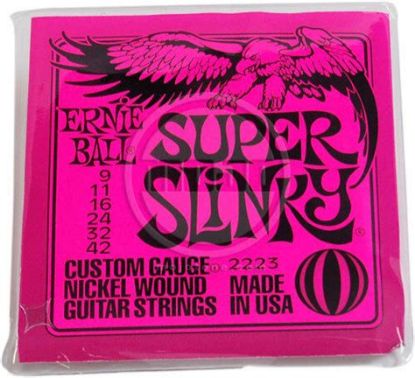 ERNIE BALL®
SUPER
SLINKY®
9
11
16
24
32
42
CUSTOM GAUGE 2223
NICKEL WOUND
GUITAR STRINGS
MADE
IN USA